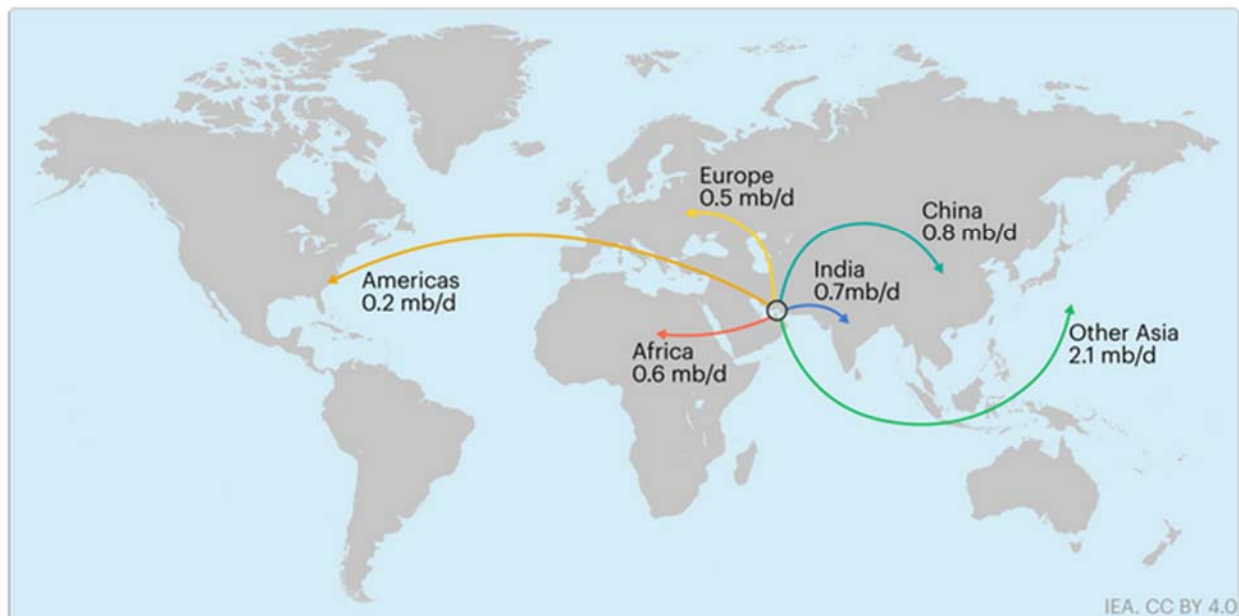 Europe
0.5 mb/d
China
0.8 mb/d
India
0.7mb/d
Americas
0.2 mb/d
Other Asia
2.1 mb/d
Africa
0.6 mb/d
IEA. CC BY 4.0